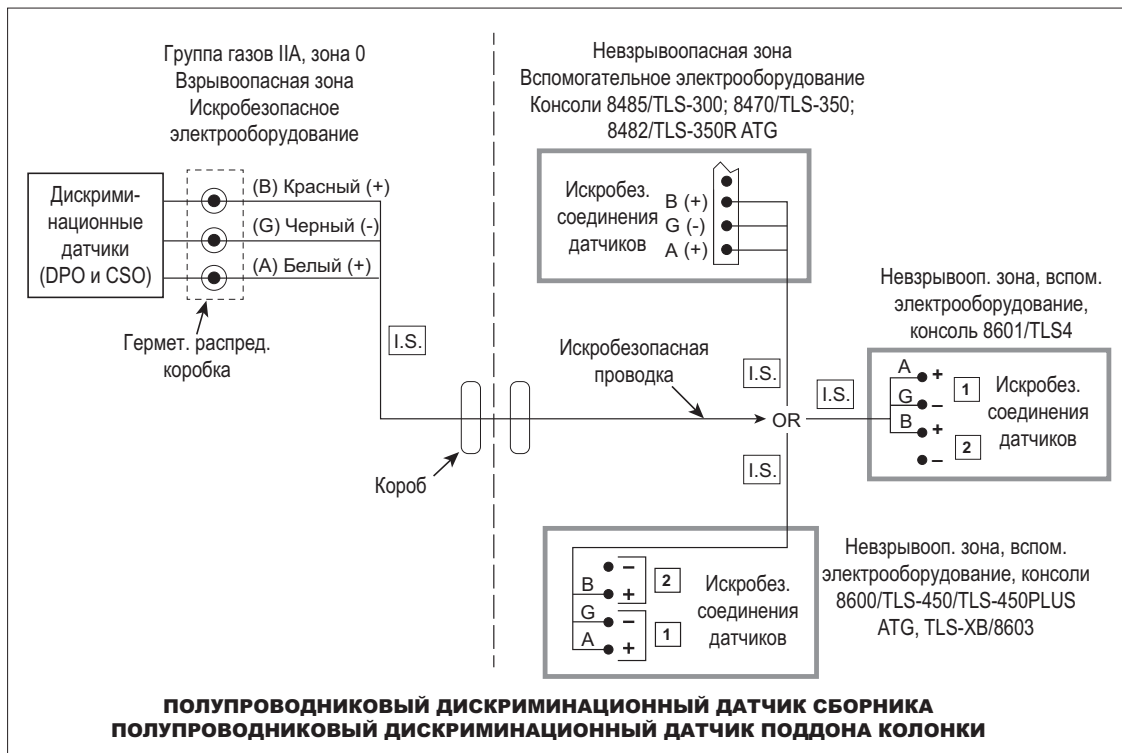 Группа газов IIA, зона 0
Взрывоопасная зона
Искробезопасное
электрооборудование
Невзрывоопасная зона
Вспомогательное электрооборудование
Консоли 8485/TLS-300; 8470/TLS-350;
8482/TLS-350R ATG
Дискрими-
национные
датчики
(DPO и CSO)
(B) Красный (+)
(G) Черный (-)
(A) Белый (+)
Гермет. распред.
коробка
I.S.
Короб
Искробез.
соединения
датчиков
B (+)
G (-)
A (+)
Искробезопасная
проводка
I.S.
OR
I.S.
I.S.
Невзрывооп. зона, вспом.
электрооборудование,
консоль 8601/TLS4
A +
G –
B +
–
1
2
Искробез.
соединения
датчиков
–
B +
G –
A +
2
1
Искробез.
соединения
датчиков
Невзрывооп. зона, вспом.
электрооборудование, консоли
8600/TLS-450/TLS-450PLUS
ATG, TLS-XB/8603
ПОЛУПРОВОДНИКОВЫЙ ДИСКРИМИНАЦИОННЫЙ ДАТЧИК СБОРНИКА
ПОЛУПРОВОДНИКОВЫЙ ДИСКРИМИНАЦИОННЫЙ ДАТЧИК ПОДДОНА КОЛОНКИ